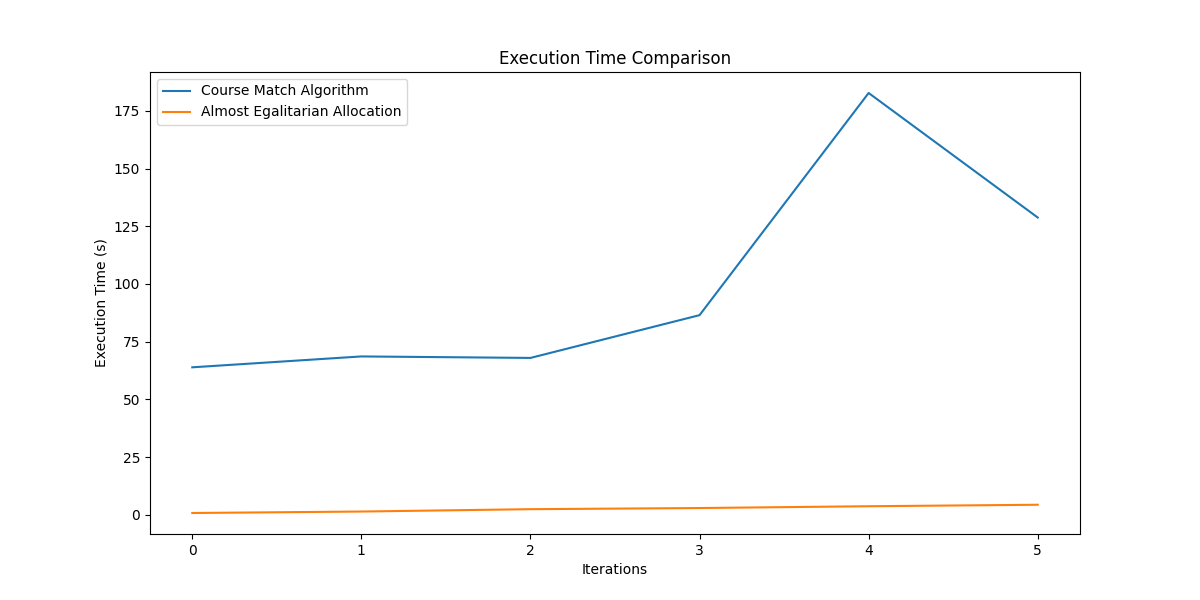 Execution Time Comparison
Course Match Algorithm
Almost Egalitarian Allocation
Execution Time (s)
175
150
125
100
75
50
25
0
0 1 2 3 4 5
Iterations